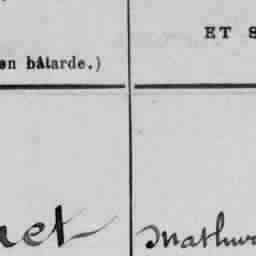 ET S
en bâtarde.)
net Mathur